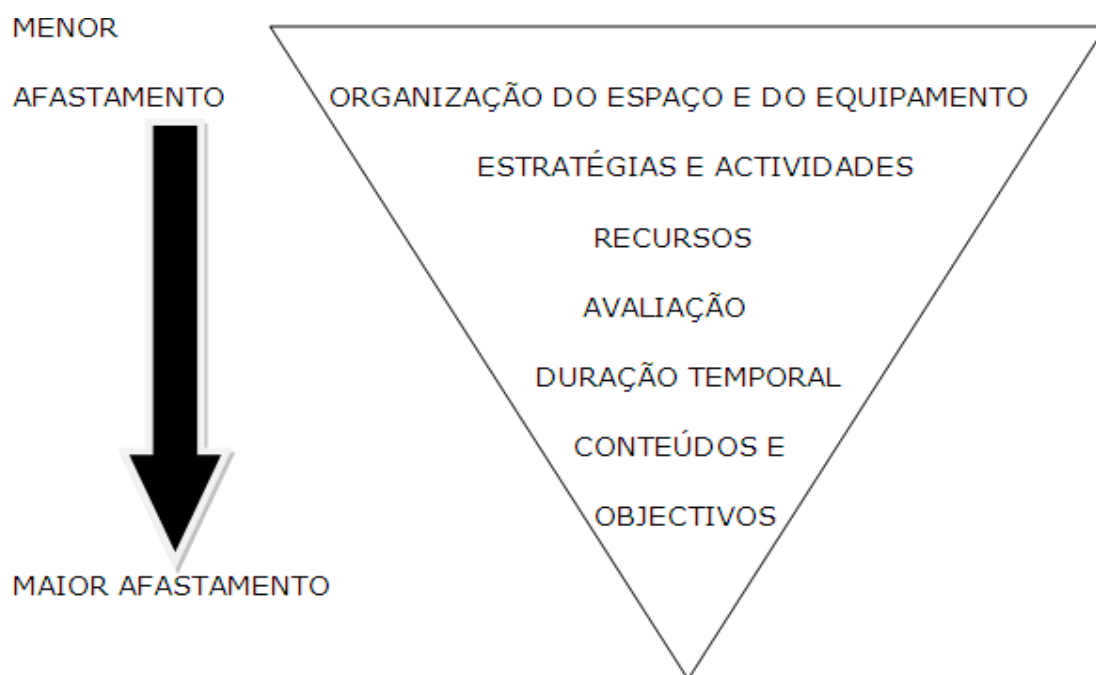 MENOR
AFASTAMENTO
ORGANIZAÇÃO DO ESPAÇO E DO EQUIPAMENTO
ESTRATÉGIAS E ACTIVIDADES
RECURSOS
AVALIAÇÃO
DURAÇÃO TEMPORAL
CONTEÚDOS E
OBJECTIVOS
MAIOR AFASTAMENTO